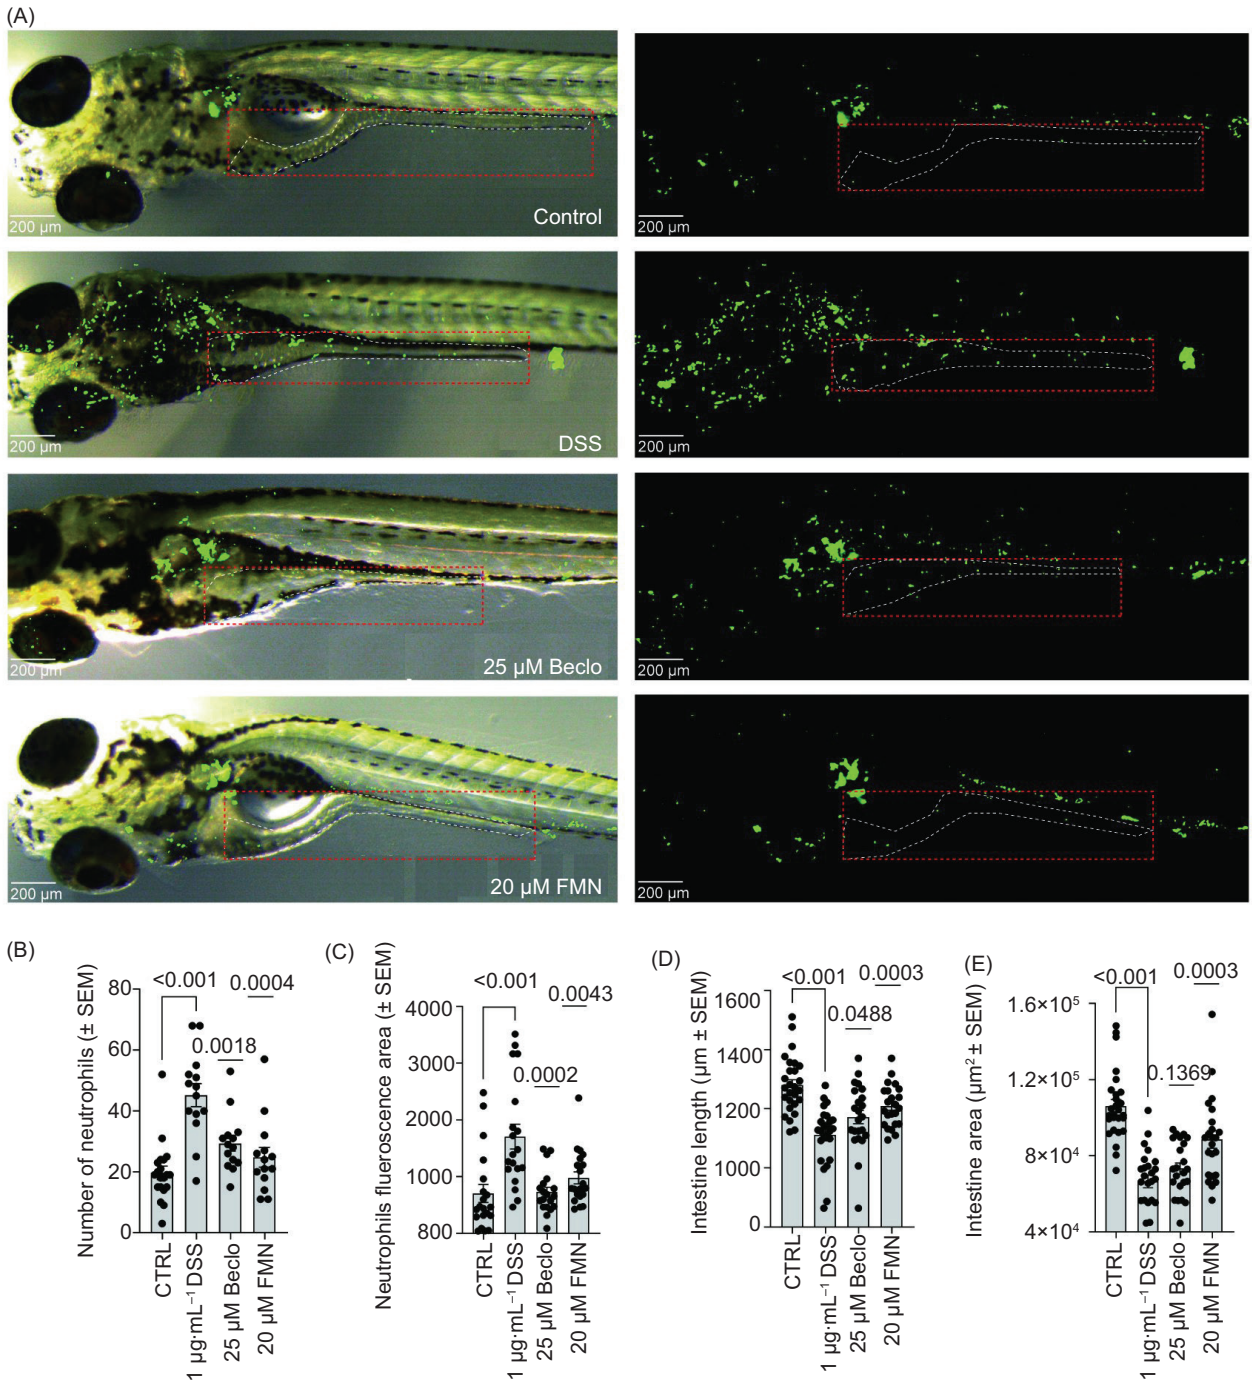 (A)
200 µm
Control
200 µm
200 µm
DSS
200 µm
200 µm
25 µM Beclo
200 µm
200 µm
20 µM FMN
200 µm
(B)
Number of neutrophils (± SEM)
80
60
40
20
0
<0.001
0.0018
0.0004
CTRL
1 µg·mL⁻¹ DSS
25 µM Beclo
20 µM FMN
(C)
Neutrophils flueroscence area (± SEM)
4000
3000
2000
1000
800
<0.001
0.0002
0.0043
CTRL
1 µg·mL⁻¹ DSS
25 µM Beclo
20 µM FMN
(D)
Intestine length (µm ± SEM)
1600
1400
1200
1000
0
<0.001
0.0488
0.0003
CTRL
1 µg·mL⁻¹ DSS
25 µM Beclo
20 µM FMN
(E)
Intestine area (µm² ± SEM)
1.6×10⁵
1.2×10⁵
8×10⁴
4×10⁴
<0.001
0.1369
0.0003
CTRL
1 µg·mL⁻¹ DSS
25 µM Beclo
20 µM FMN